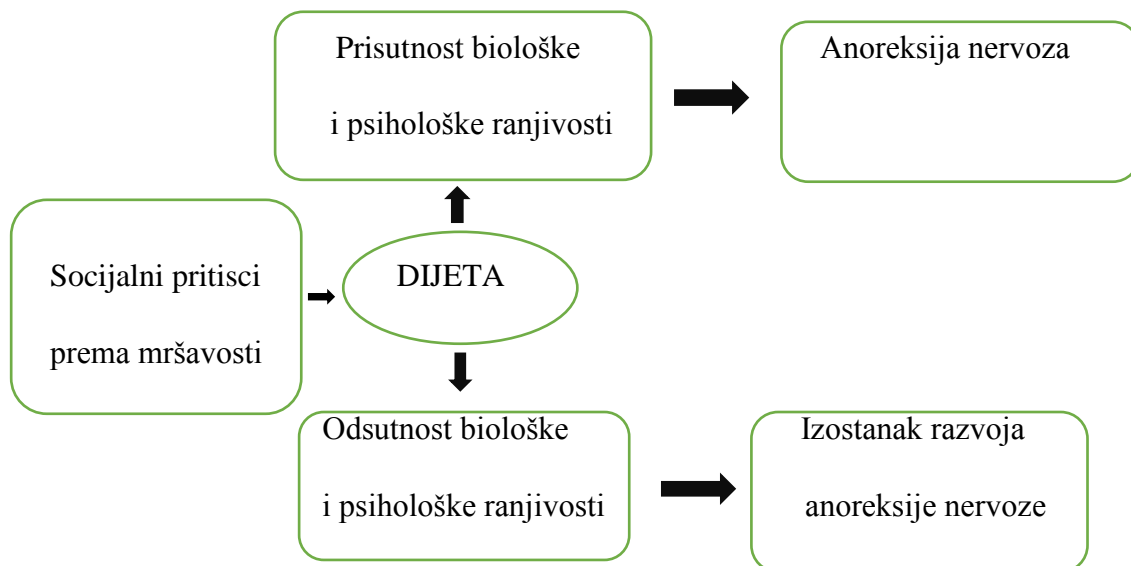 Prisutnost biološke
i psihološke ranjivosti
Anoreksija nervoza
Socijalni pritisci
prema mršavosti
DIJETA
Odsutnost biološke
i psihološke ranjivosti
Izostanak razvoja
anoreksije nervoze